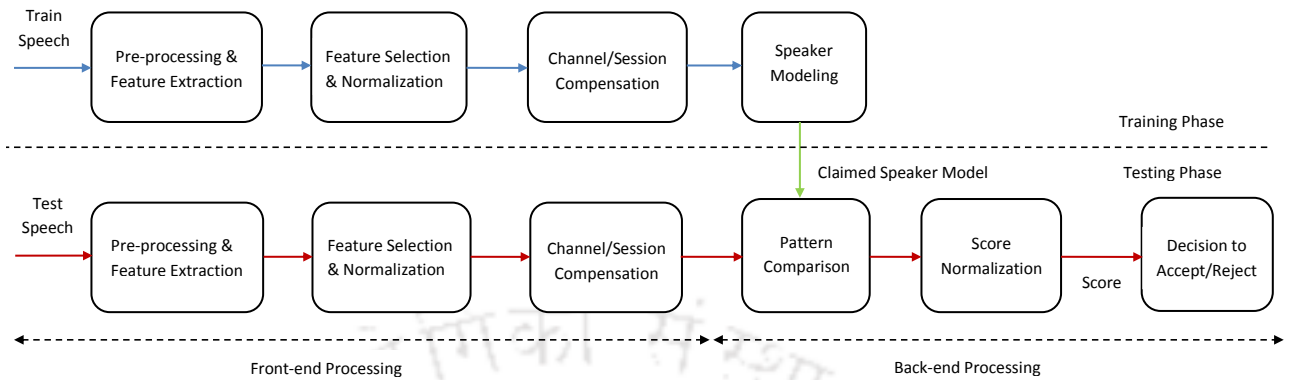 Train
Speech
Pre-processing &
Feature Extraction
Feature Selection
& Normalization
Channel/Session
Compensation
Speaker
Modeling
Training Phase
Claimed Speaker Model
Testing Phase
Test
Speech
Pre-processing &
Feature Extraction
Feature Selection
& Normalization
Channel/Session
Compensation
Pattern
Comparison
Score
Normalization
Score
Decision to
Accept/Reject
Front-end Processing
Back-end Processing